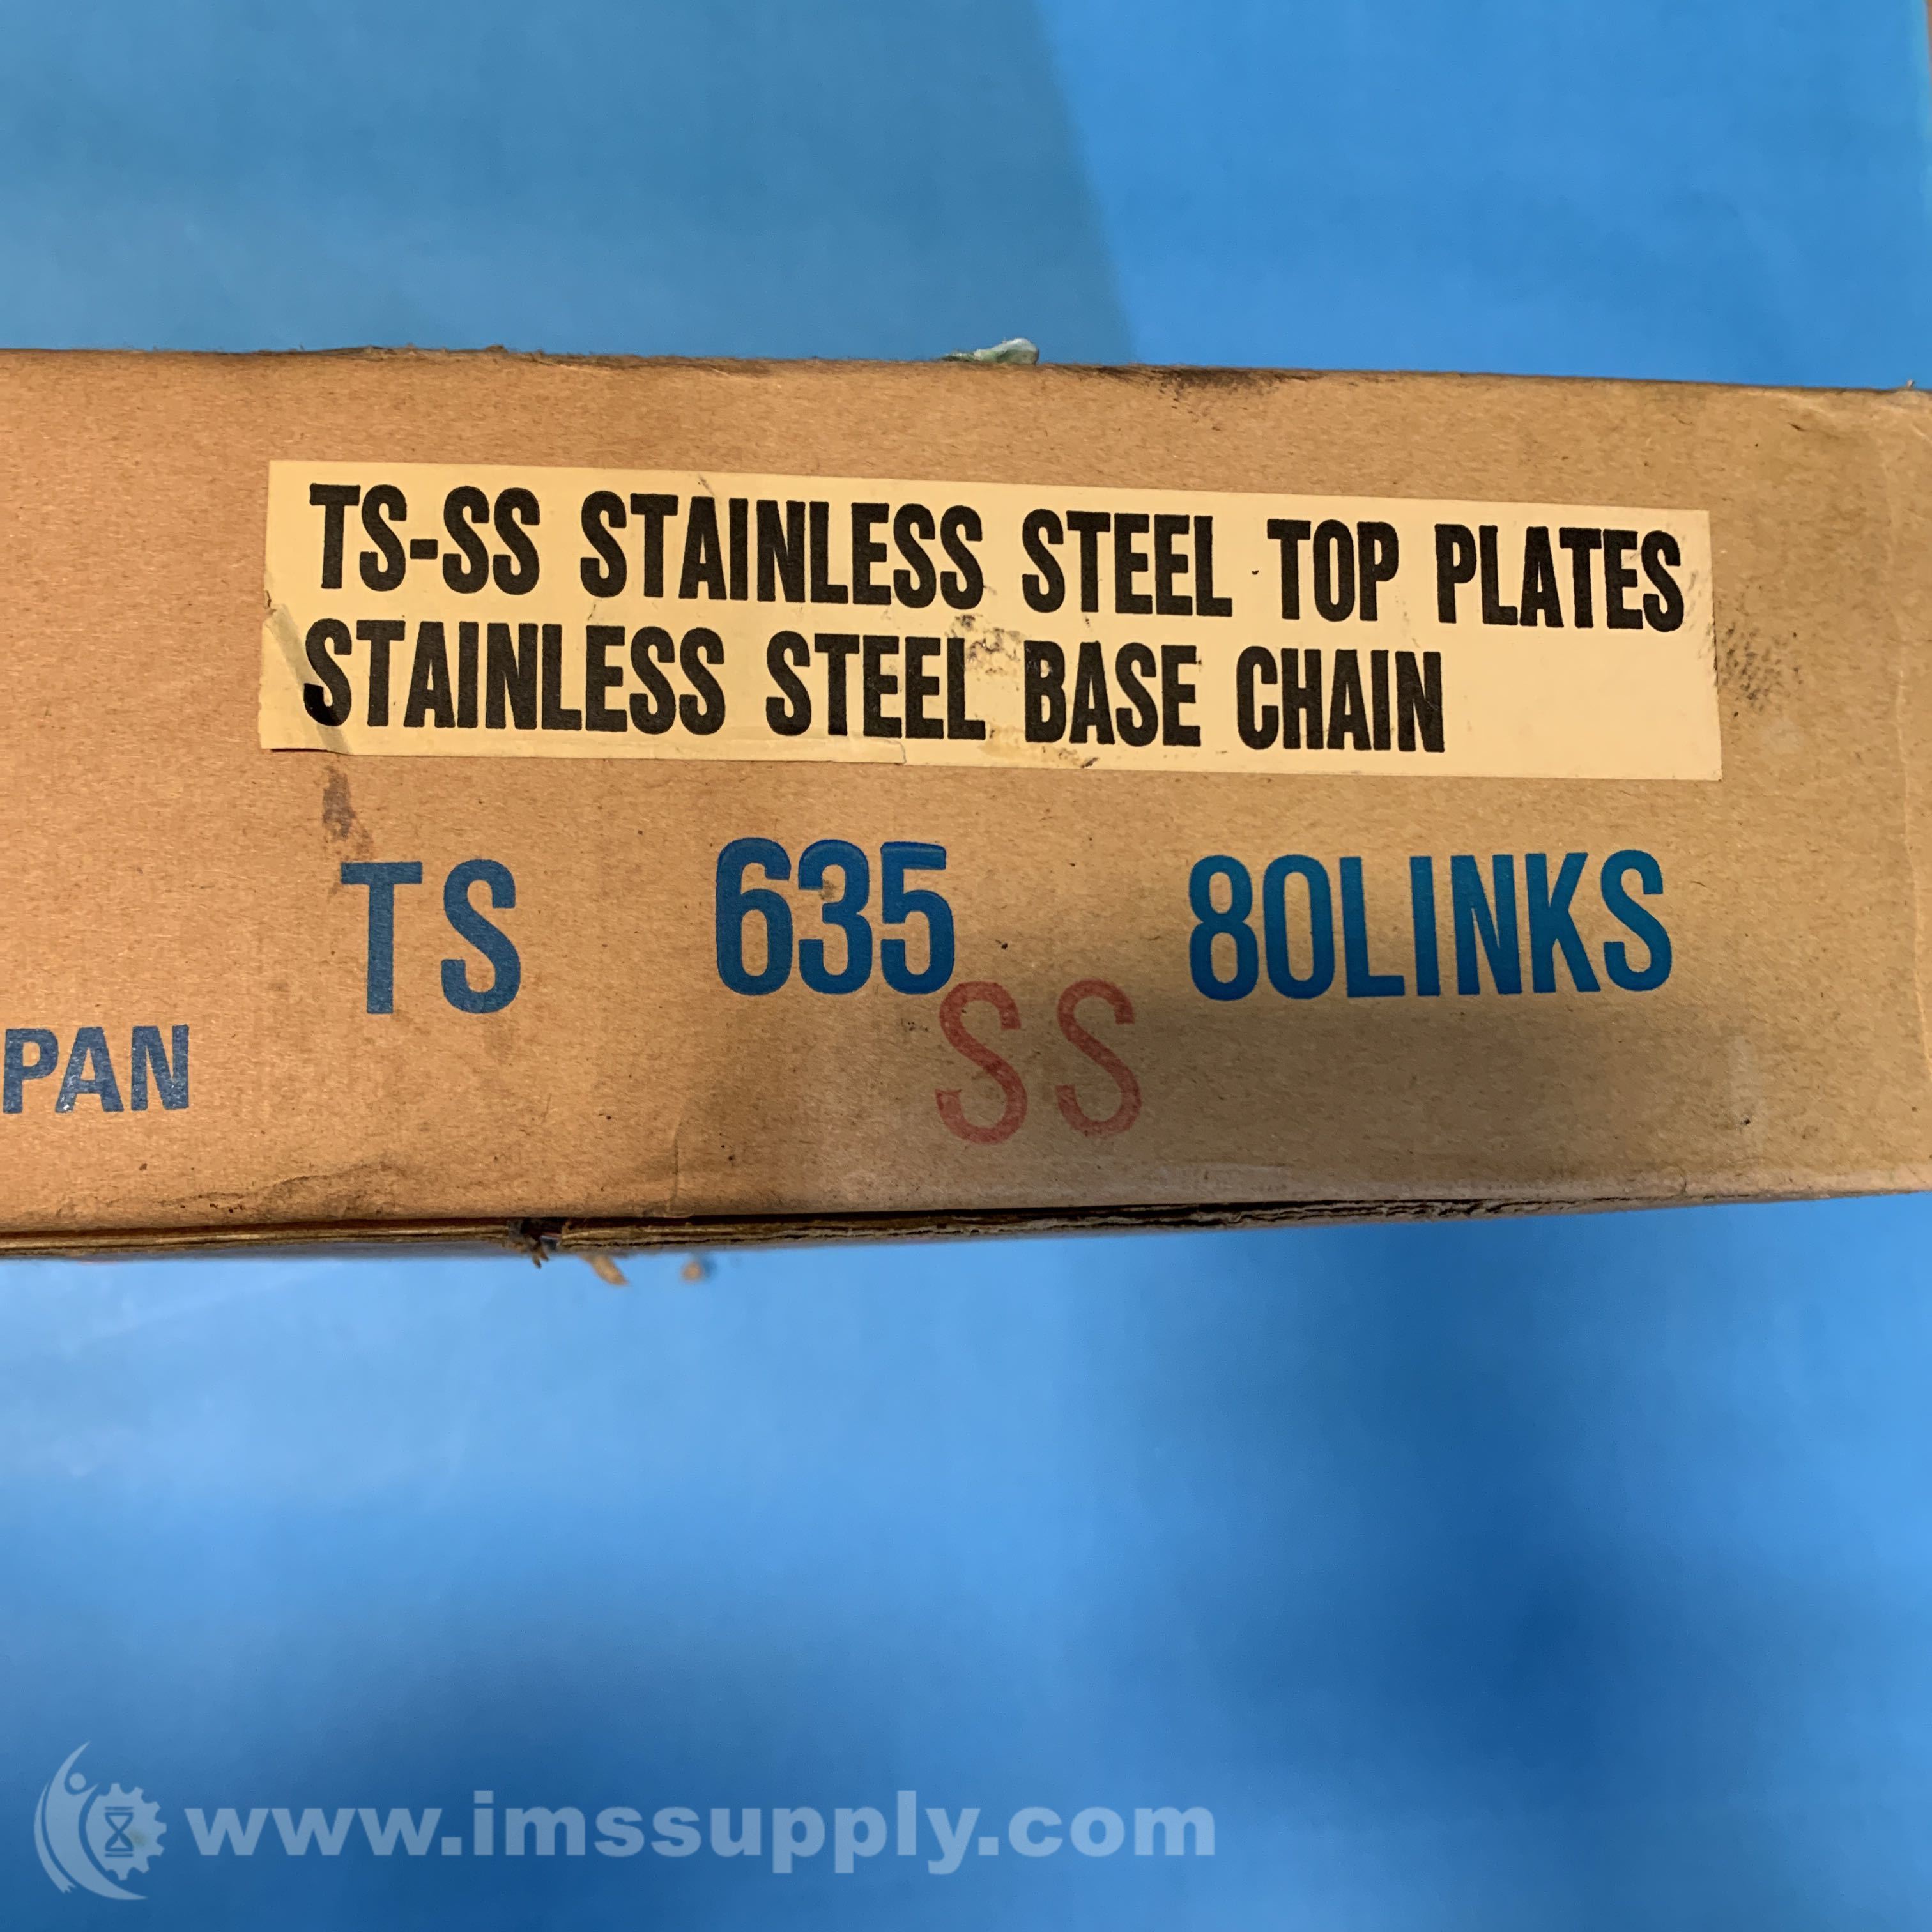 TS-SS STAINLESS STEEL TOP PLATES
STAINLESS STEEL BASE CHAIN
TS 635 80LINKS
SS
PAN
www.imssupply.com